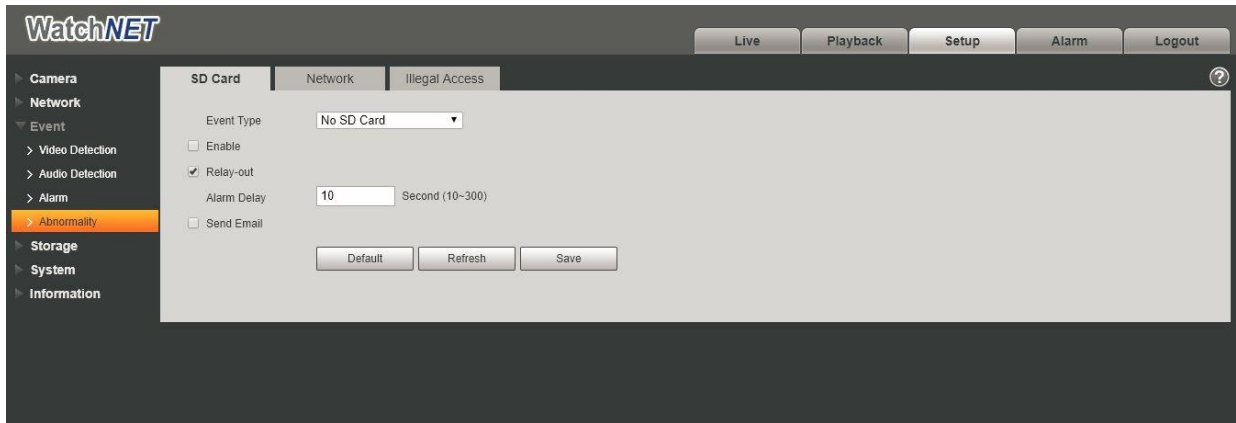 WatchNET
Live Playback Setup Alarm Logout
Camera
Network
Event
Video Detection
Audio Detection
Alarm
Abnormality
Storage
System
Information
SD Card Network Illegal Access
?
Event Type No SD Card
Enable
Relay-out
Alarm Delay 10 Second (10~300)
Send Email
Default Refresh Save